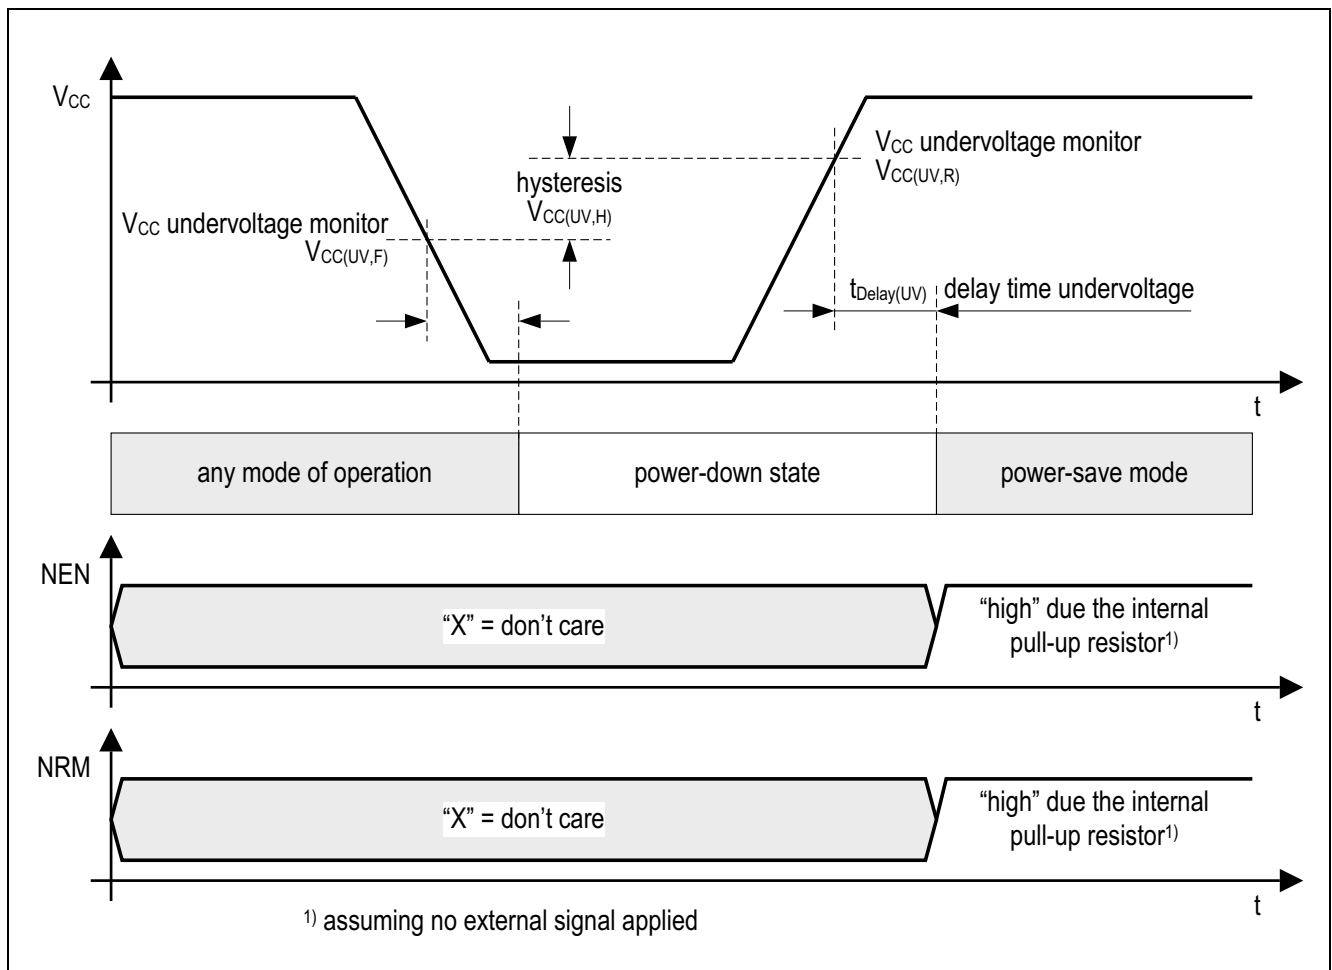 VCC
VCC undervoltage monitor
VCC(UV,R)
hysteresis
VCC(UV,H)
VCC undervoltage monitor
VCC(UV,F)
tDelay(UV) delay time undervoltage
t
any mode of operation
power-down state
power-save mode
NEN
“X” = don’t care
“high” due the internal
pull-up resistor1)
t
NRM
“X” = don’t care
“high” due the internal
pull-up resistor1)
t
1) assuming no external signal applied